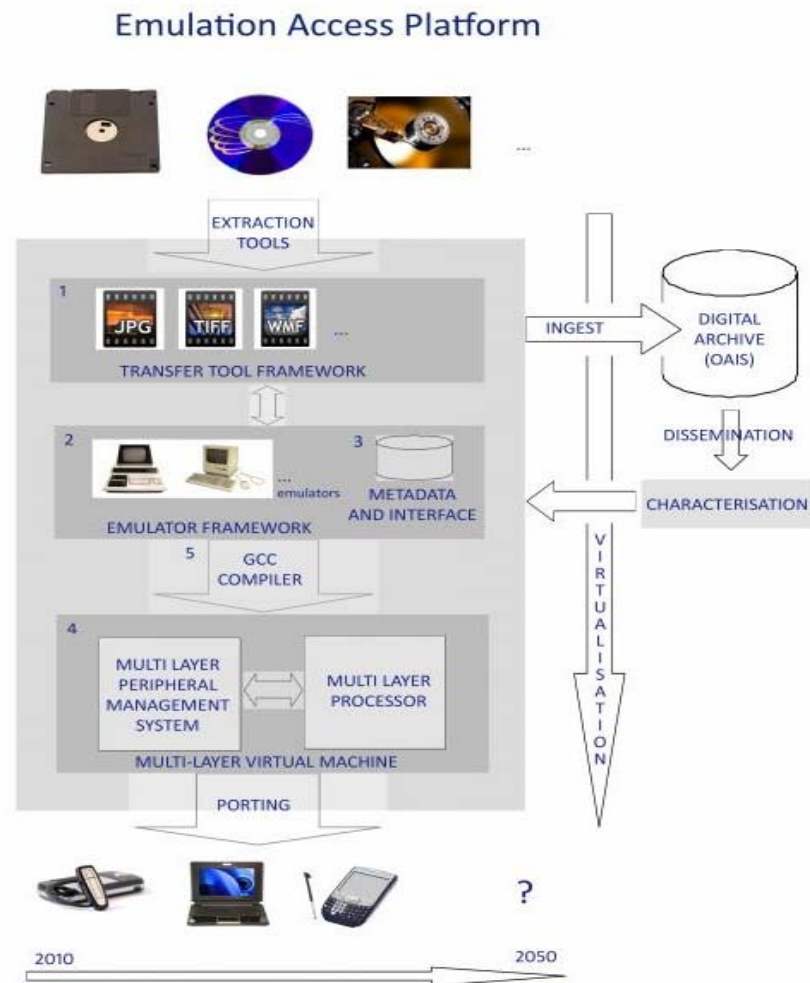 Emulation Access Platform
...
EXTRACTION
TOOLS
1
JPG
TIFF
WMF
...
TRANSFER TOOL FRAMEWORK
INGEST
DIGITAL
ARCHIVE
(OAIS)
DISSEMINATION
CHARACTERISATION
2
...
emulators
EMULATOR FRAMEWORK
3
METADATA
AND INTERFACE
5
GCC
COMPILER
VIRTUALISATION
4
MULTI LAYER
PERIPHERAL
MANAGEMENT
SYSTEM
MULTI LAYER
PROCESSOR
MULTI-LAYER VIRTUAL MACHINE
PORTING
?
2010
2050